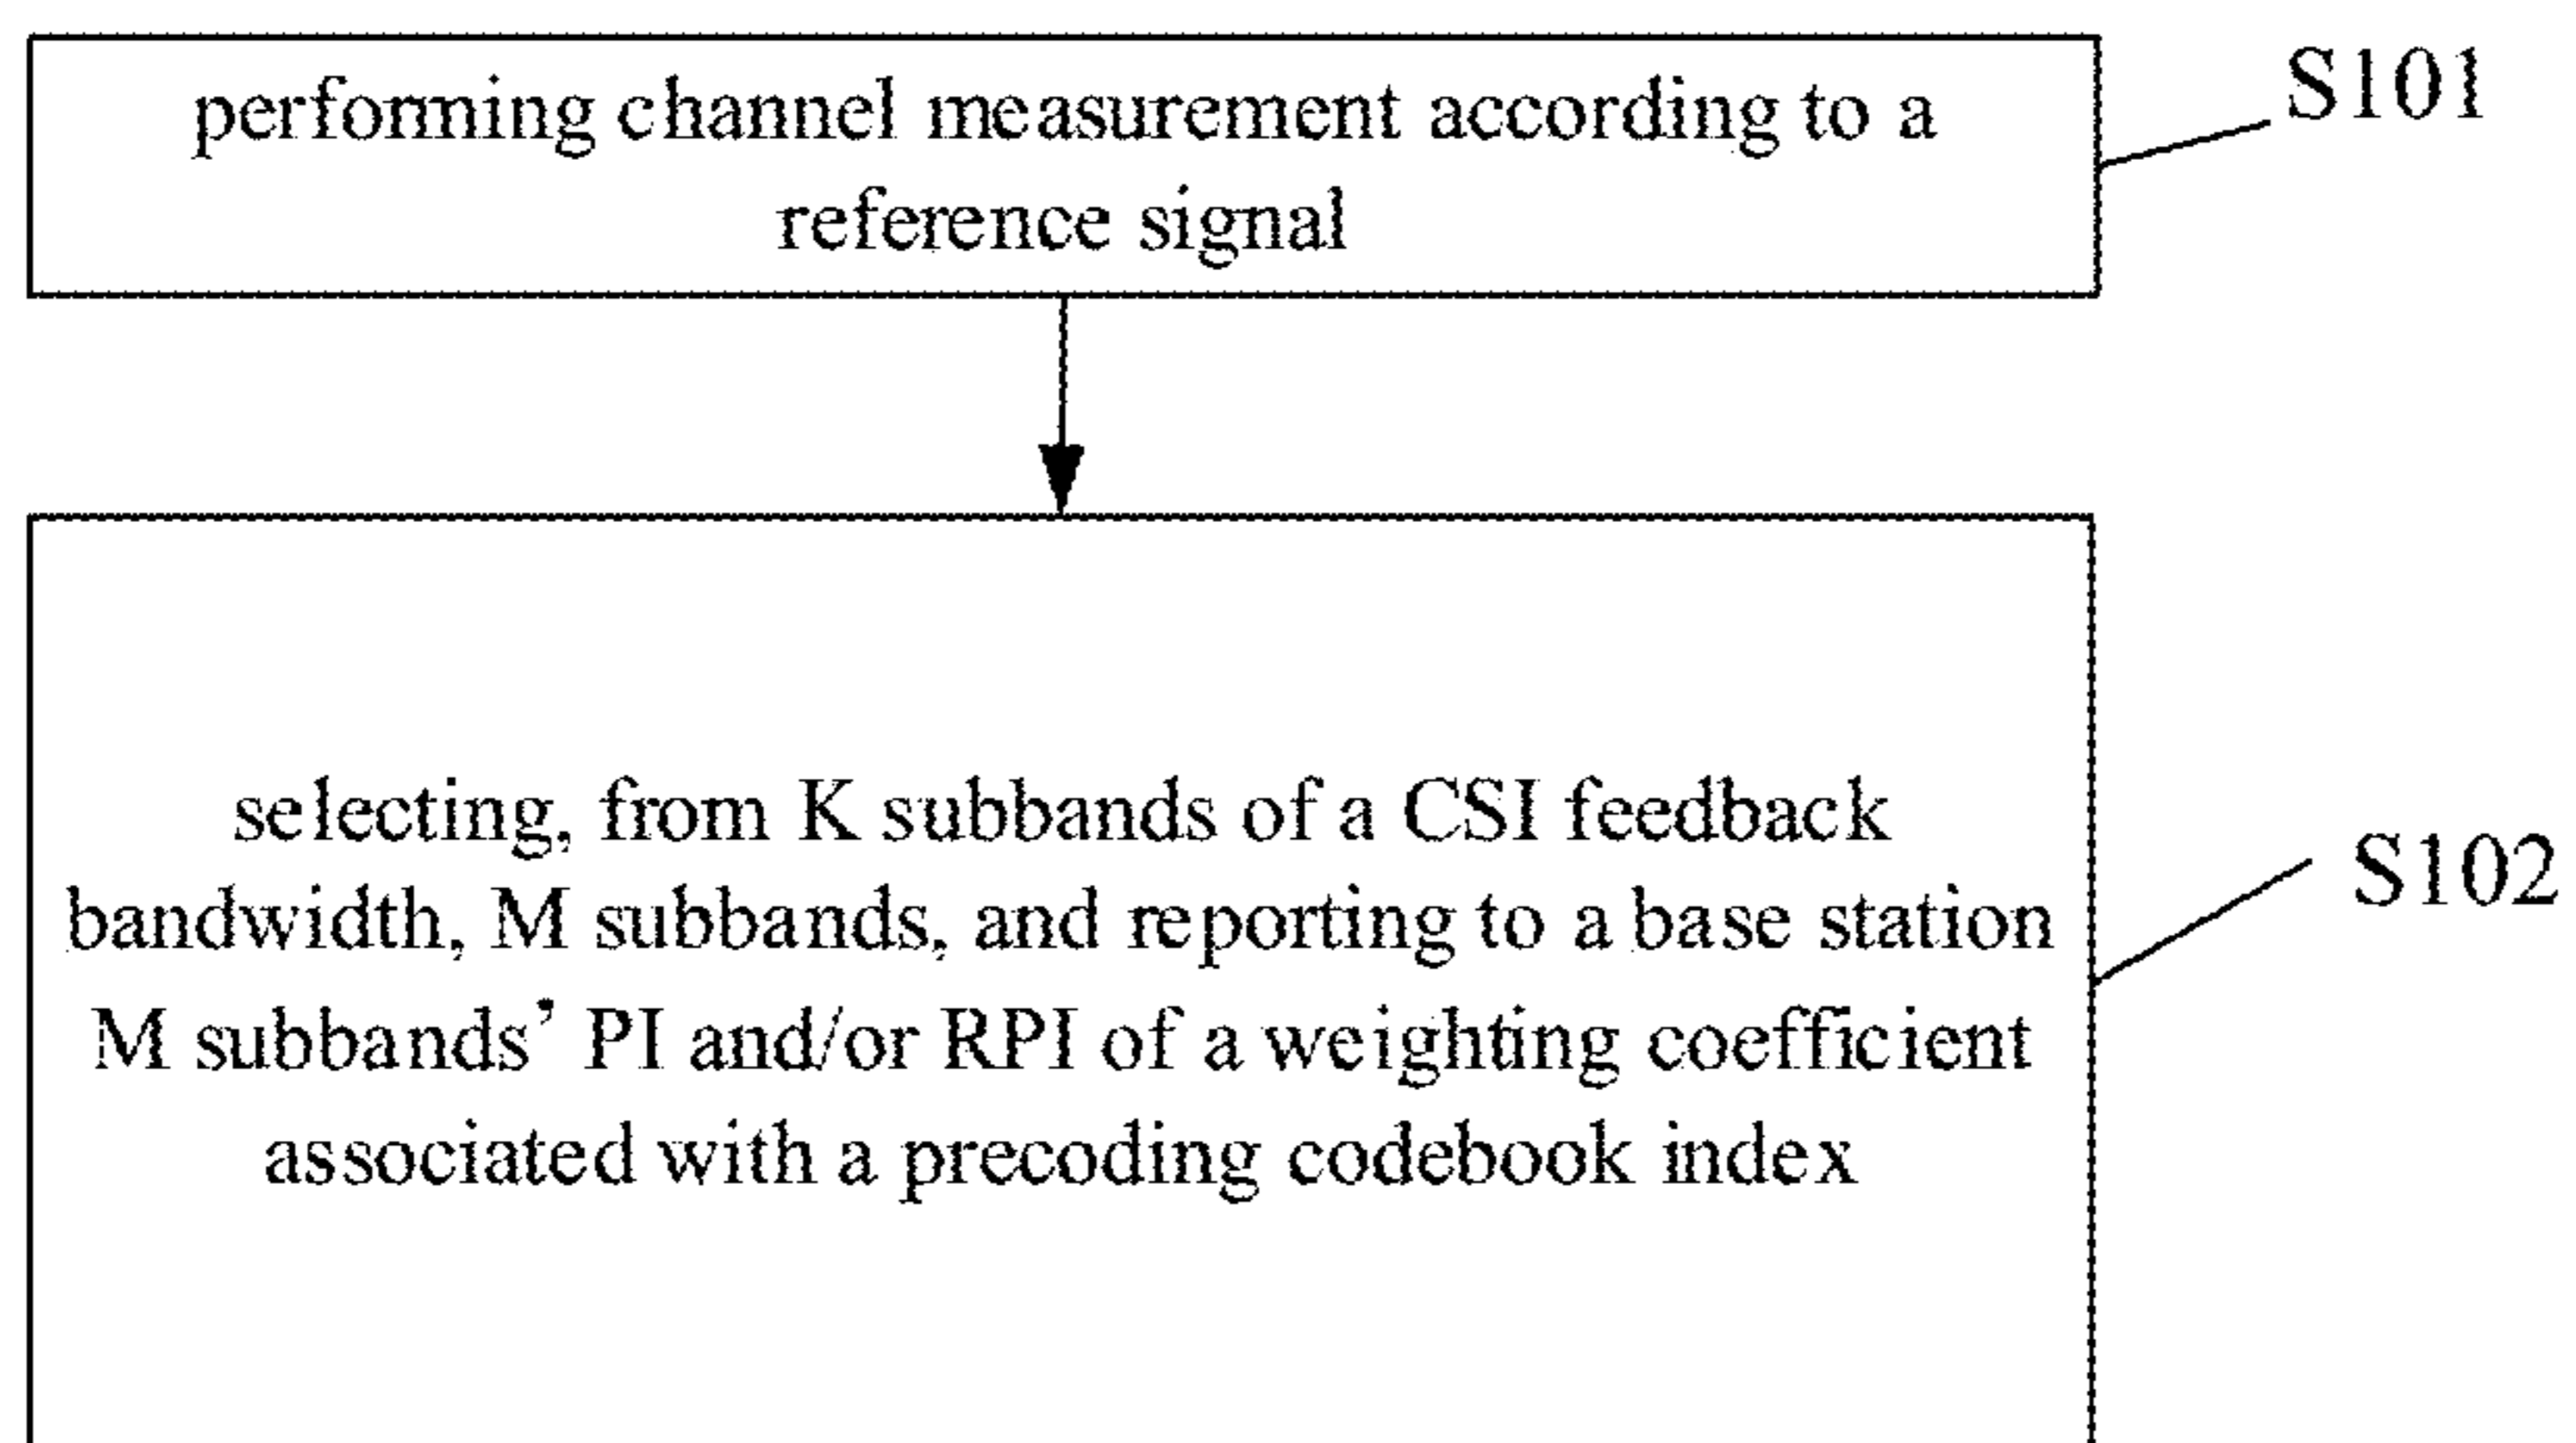 performing channel measurement according to a
reference signal
S101
selecting, from K subbands of a CSI feedback
bandwidth, M subbands, and reporting to a base station
M subbands' PI and/or RPI of a weighting coefficient
associated with a precoding codebook index
S102